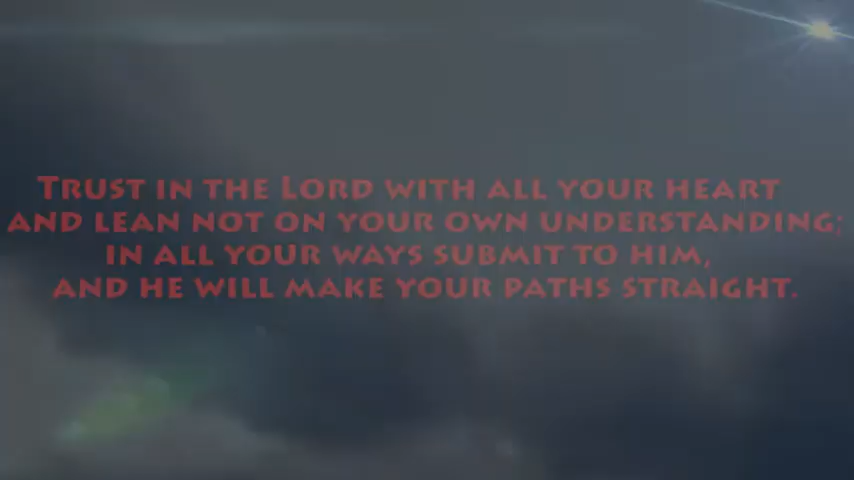 Trust in the Lord with all your heart
and lean not on your own understanding;
in all your ways submit to him,
and he will make your paths straight.